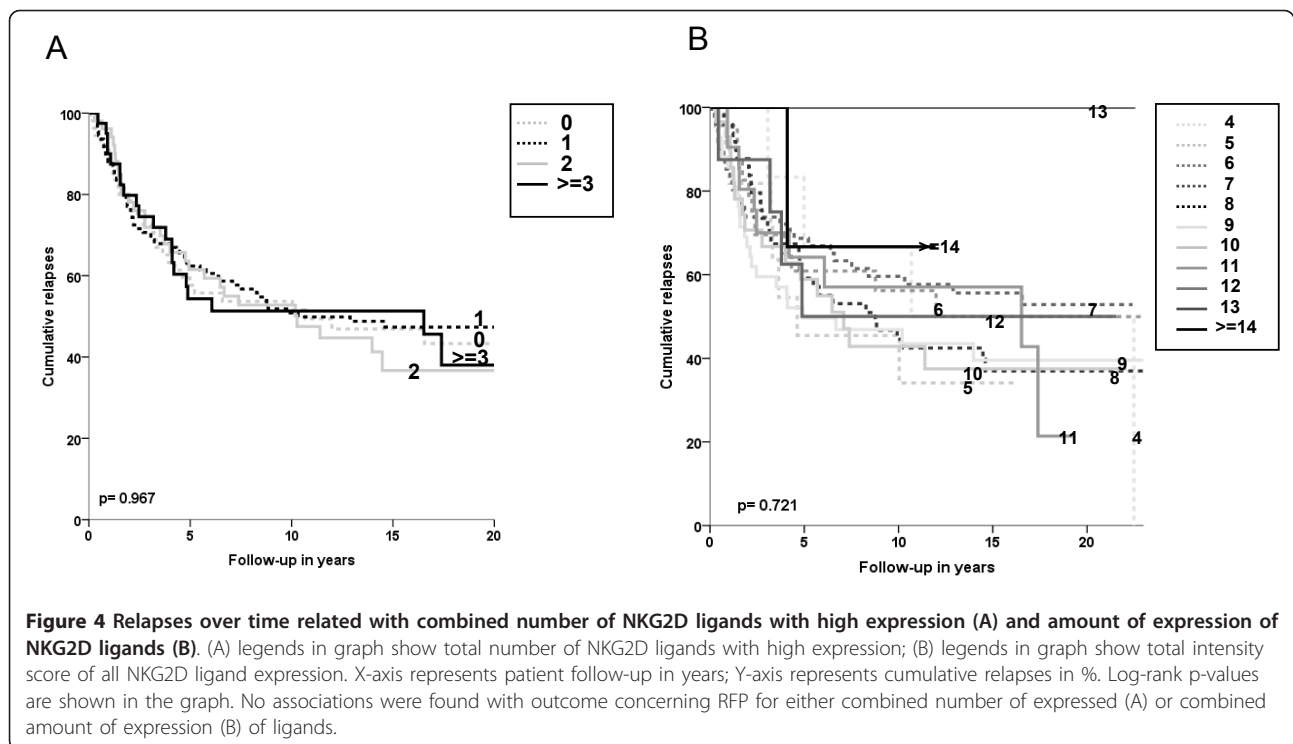 A
0
1
2
>=3
Cumulative relapses
100
80
60
40
20
0
1
0
>=3
2
p= 0.967
0 5 10 15 20
Follow-up in years
B
4
5
6
7
8
9
10
11
12
13
>=14
Cumulative relapses
100
80
60
40
20
0
13
>=14
6
12
7
9
10
8
5
11
4
p= 0.721
0 5 10 15 20
Follow-up in years
Figure 4 Relapses over time related with combined number of NKG2D ligands with high expression (A) and amount of expression of
NKG2D ligands (B). (A) legends in graph show total number of NKG2D ligands with high expression; (B) legends in graph show total intensity
score of all NKG2D ligand expression. X-axis represents patient follow-up in years; Y-axis represents cumulative relapses in %. Log-rank p-values
are shown in the graph. No associations were found with outcome concerning RFP for either combined number of expressed (A) or combined
amount of expression (B) of ligands.